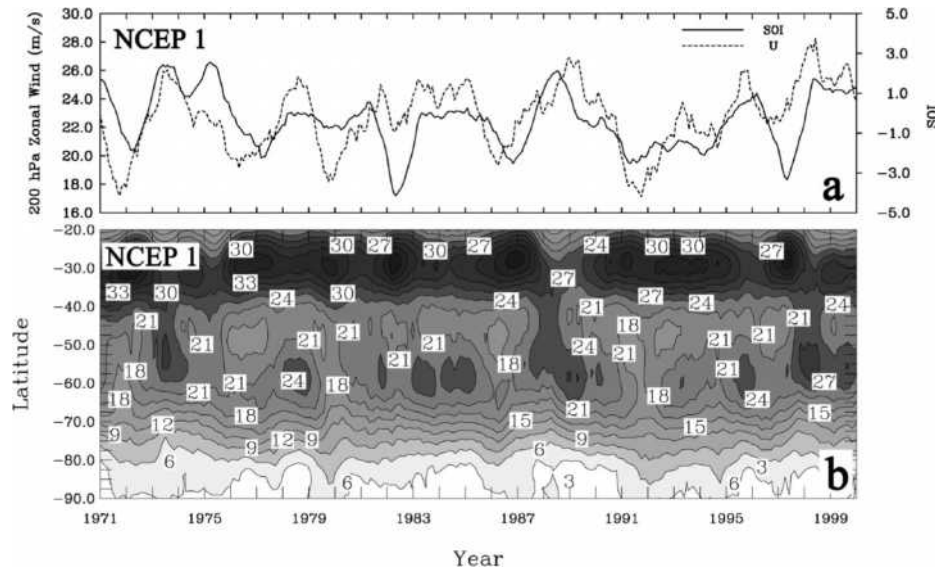 30.0
28.0
26.0
24.0
22.0
20.0
18.0
16.0
200 hPa Zonal Wind (m/s)
NCEP 1
SOI
U
5.0
3.0
1.0
−1.0
−3.0
−5.0
SOI
a
−20.0
−30.0
−40.0
−50.0
−60.0
−70.0
−80.0
−90.0
Latitude
NCEP 1
30 30 27 30 27 24 30 30 27
33 30 33 24 30 27 27 24 24
21 21 21 21 24 21 18 21 21
21 21 21 21 24 21
18 18 21
18 21 21 24 18 18 24 27
18 21 18
12 15 15 15
9 9 12 9 6 9 6
6 6 3 6 3
b
1971 1975 1979 1983 1987 1991 1995 1999
Year